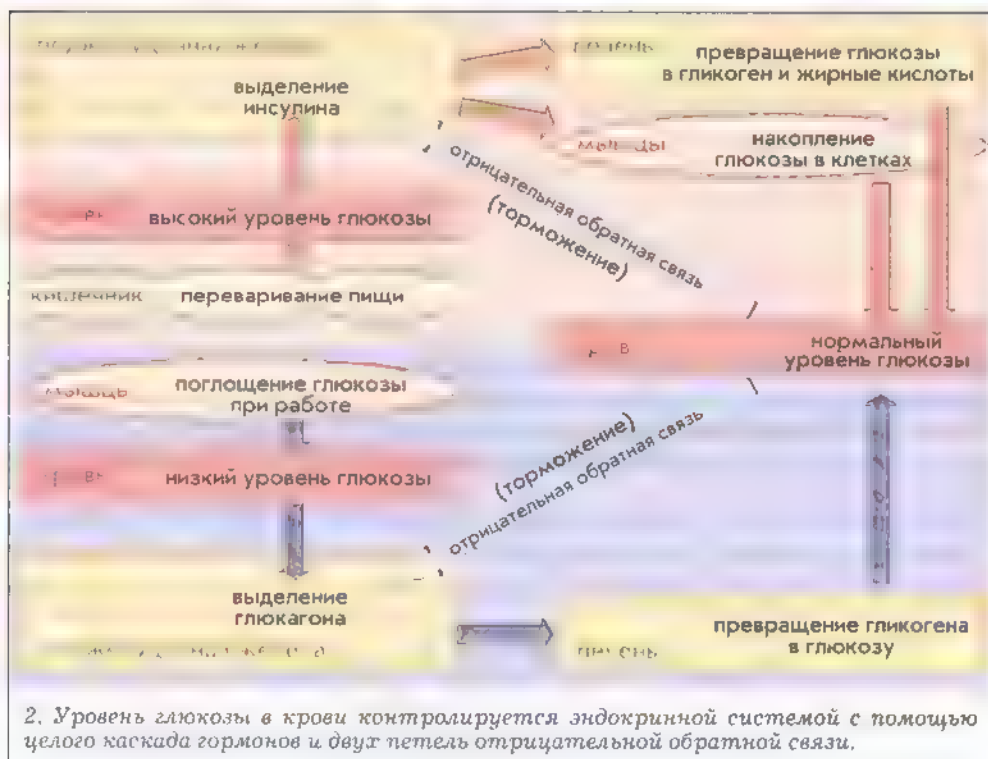 превращение глюкозы
в гликоген и жирные кислоты
выделение
инсулина
накопление
глюкозы в клетках
отрицательная обратная связь
(торможение)
высокий уровень глюкозы
кишечник
переваривание пищи
нормальный
уровень глюкозы
поглощение глюкозы
при работе
(торможение)
отрицательная обратная связь
низкий уровень глюкозы
выделение
глюкагона
превращение гликогена
в глюкозу
печень
2. Уровень глюкозы в крови контролируется эндокринной системой с помощью
целого каскада гормонов и двух петель отрицательной обратной связи.